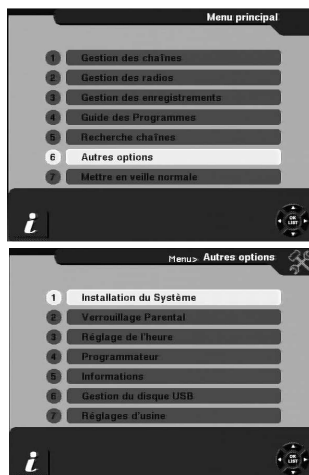 Menu principal
1 Gestion des chaînes
2 Gestion des radios
3 Gestion des enregistrements
4 Guide des Programmes
5 Recherche chaînes
6 Autres options
7 Mettre en veille normale
i
OK
LIST
Menu> Autres options
1 Installation du Système
2 Verrouillage Parental
3 Réglage de l'heure
4 Programmateur
5 Informations
6 Gestion du disque USB
7 Réglages d'usine
i
OK
LIST